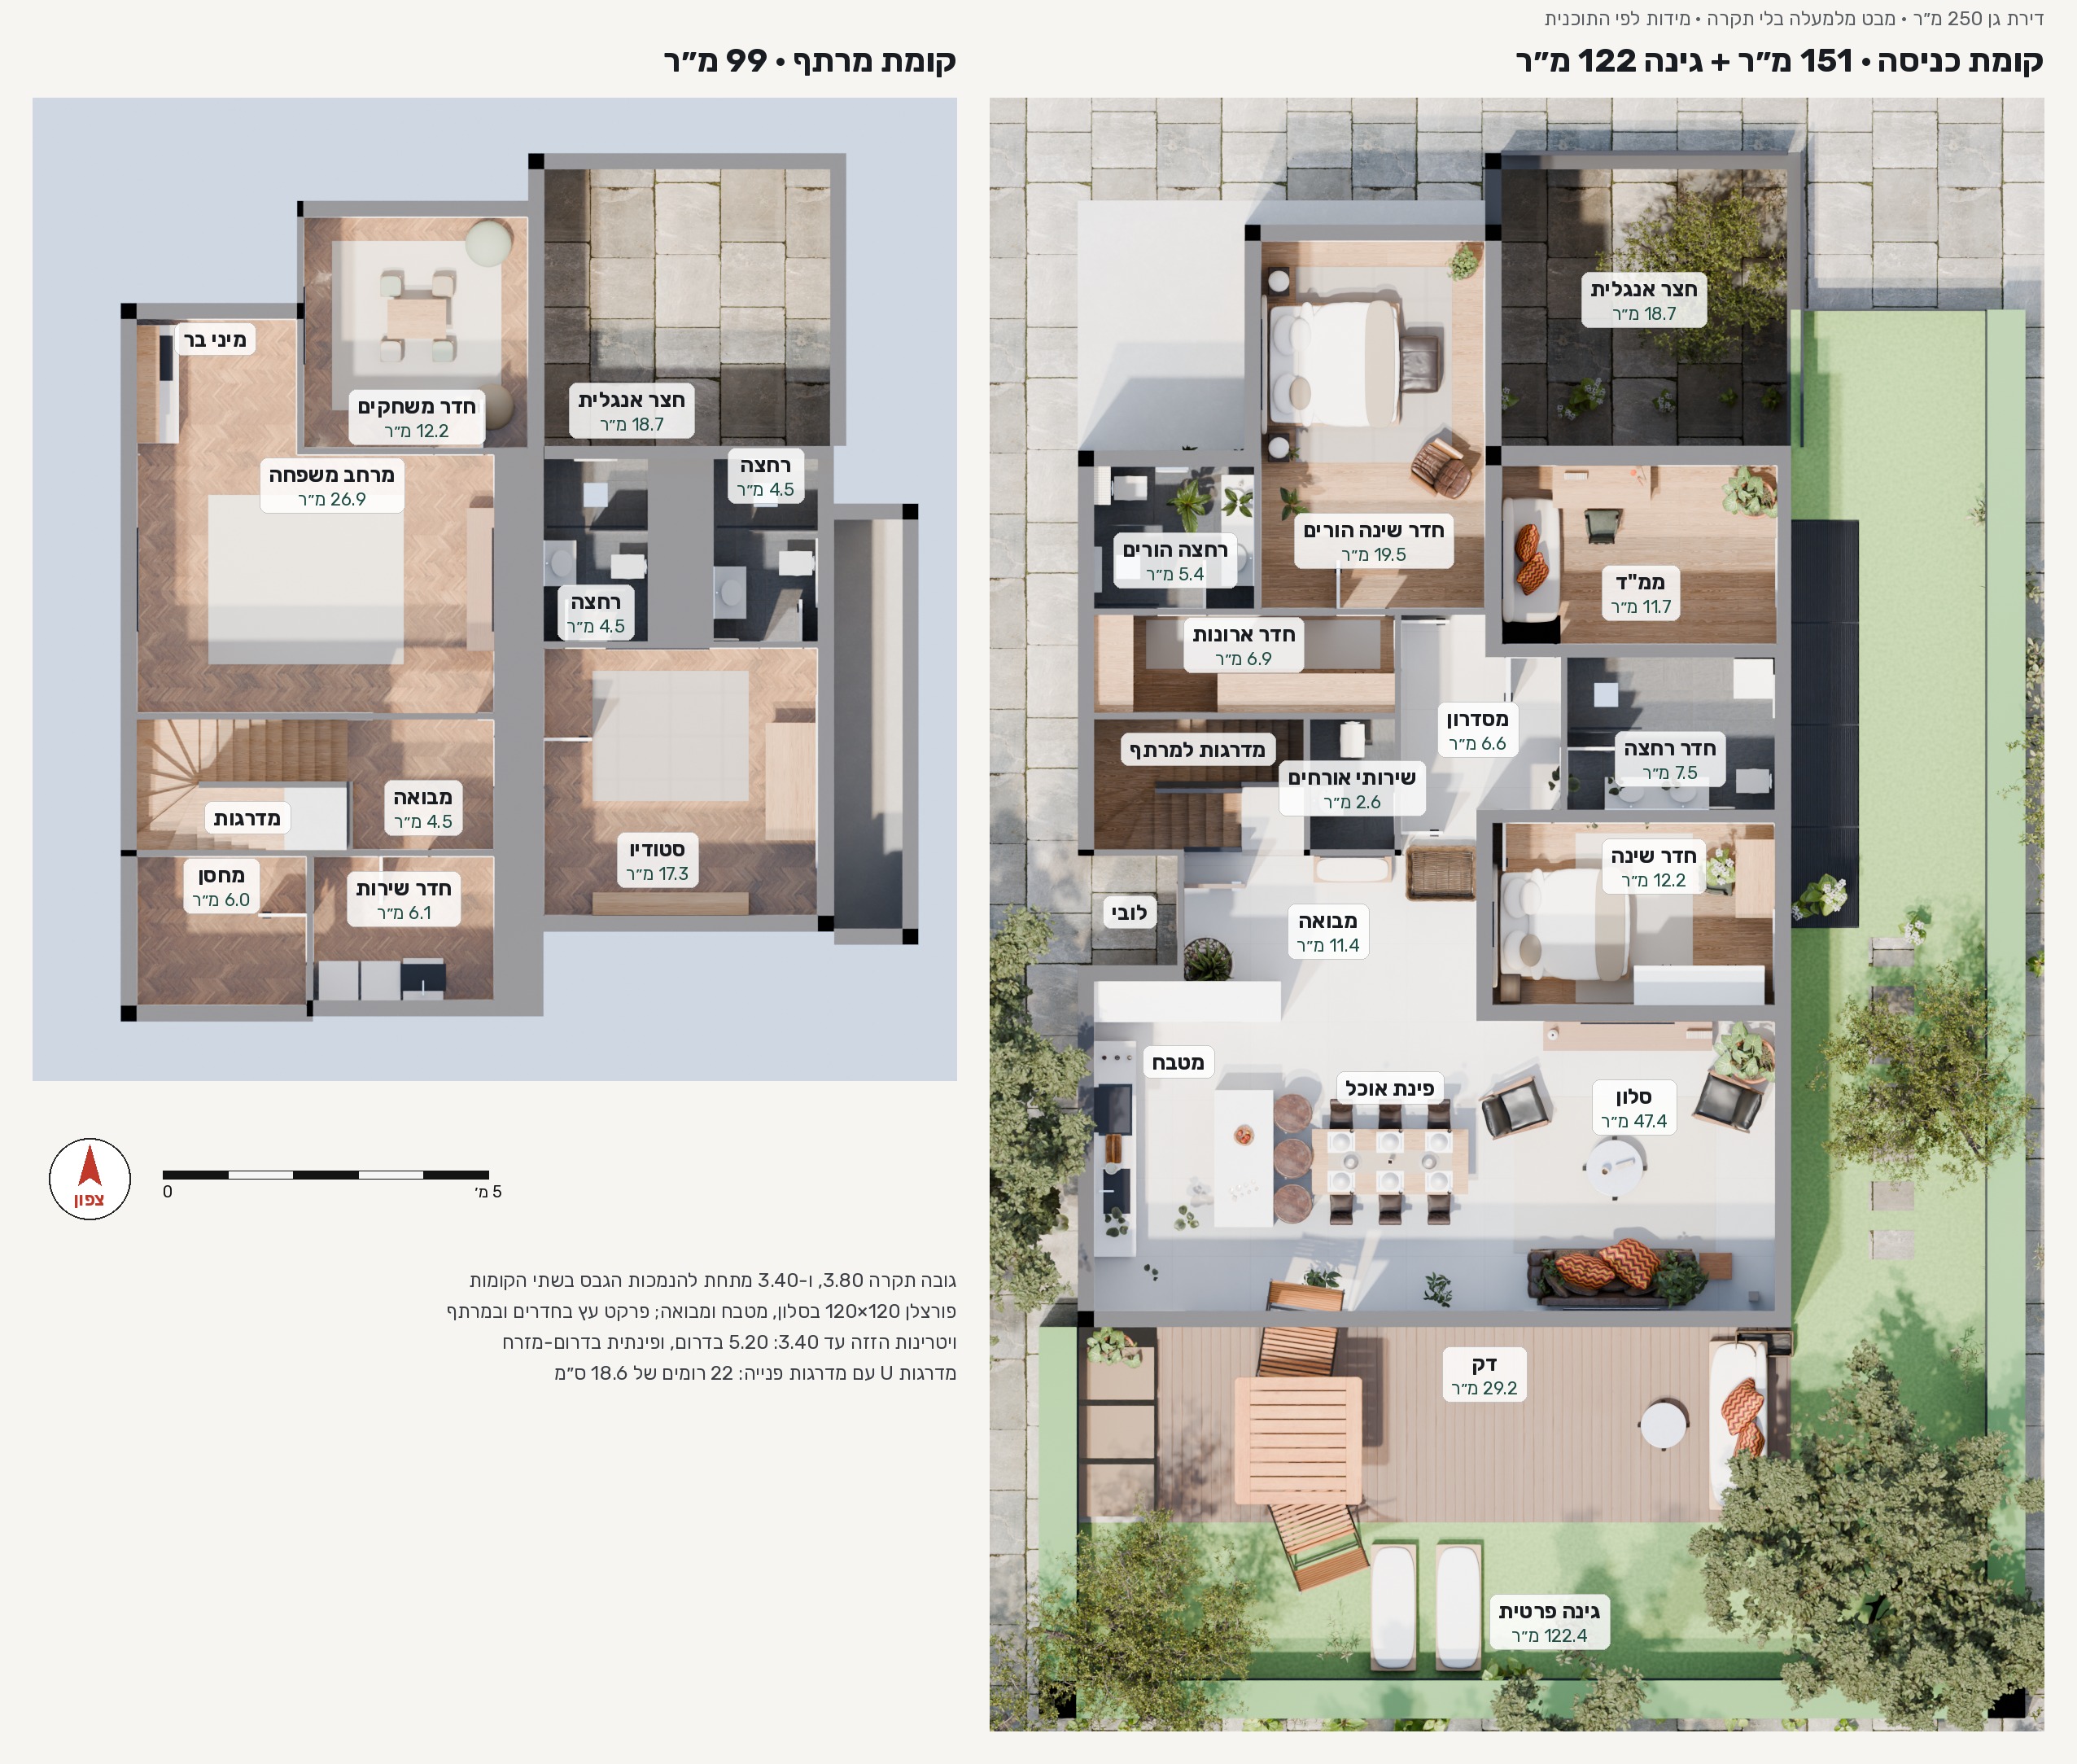 דירת גן 250 מ״ר • מבט מלמעלה בלי תקרה • מידות לפי התוכנית
קומת כניסה • 151 מ״ר + גינה 122 מ״ר
חצר אנגלית
18.7 מ״ר
חדר שינה הורים
19.5 מ״ר
רחצה הורים
5.4 מ״ר
ממ"ד
11.7 מ״ר
חדר ארונות
6.9 מ״ר
מסדרון
6.6 מ״ר
חדר רחצה
7.5 מ״ר
מדרגות למרתף
שירותי אורחים
2.6 מ״ר
חדר שינה
12.2 מ״ר
לובי
מבואה
11.4 מ״ר
מטבח
פינת אוכל
סלון
47.4 מ״ר
דק
29.2 מ״ר
גינה פרטית
122.4 מ״ר
קומת מרתף • 99 מ״ר
מיני בר
חדר משחקים
12.2 מ״ר
חצר אנגלית
18.7 מ״ר
מרחב משפחה
26.9 מ״ר
רחצה
4.5 מ״ר
רחצה
4.5 מ״ר
מבואה
4.5 מ״ר
מדרגות
סטודיו
17.3 מ״ר
מחסן
6.0 מ״ר
חדר שירות
6.1 מ״ר
צפון
0
5 מ׳
גובה תקרה 3.80, ו-3.40 מתחת להנמכות הגבס בשתי הקומות
פורצלן 120×120 בסלון, מטבח ומבואה; פרקט עץ בחדרים ובמרתף
ויטרינות הזזה עד 3.40: 5.20 בדרום, ופינתית בדרום-מזרח
מדרגות U עם מדרגות פנייה: 22 רומים של 18.6 ס״מ